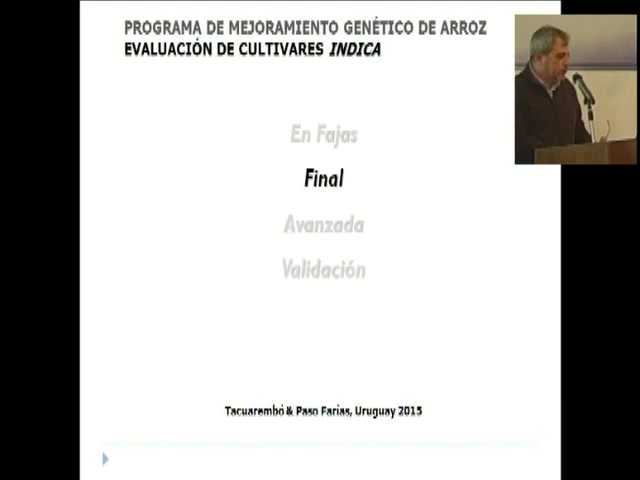 PROGRAMA DE MEJORAMIENTO GENÉTICO DE ARROZ
EVALUACIÓN DE CULTIVARES INDICA
En Fajas
Final
Avanzada
Validación
Tacuarembó & Paso Farías, Uruguay 2015